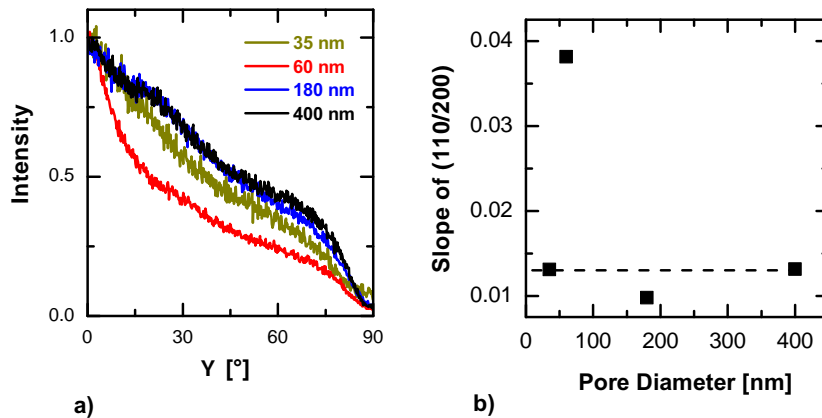 1.0
0.5
0.0
Intensity
35 nm
60 nm
180 nm
400 nm
0 30 60 90
Y [°]
a)
0.04
0.03
0.02
0.01
Slope of (110/200)
0 100 200 300 400
Pore Diameter [nm]
b)